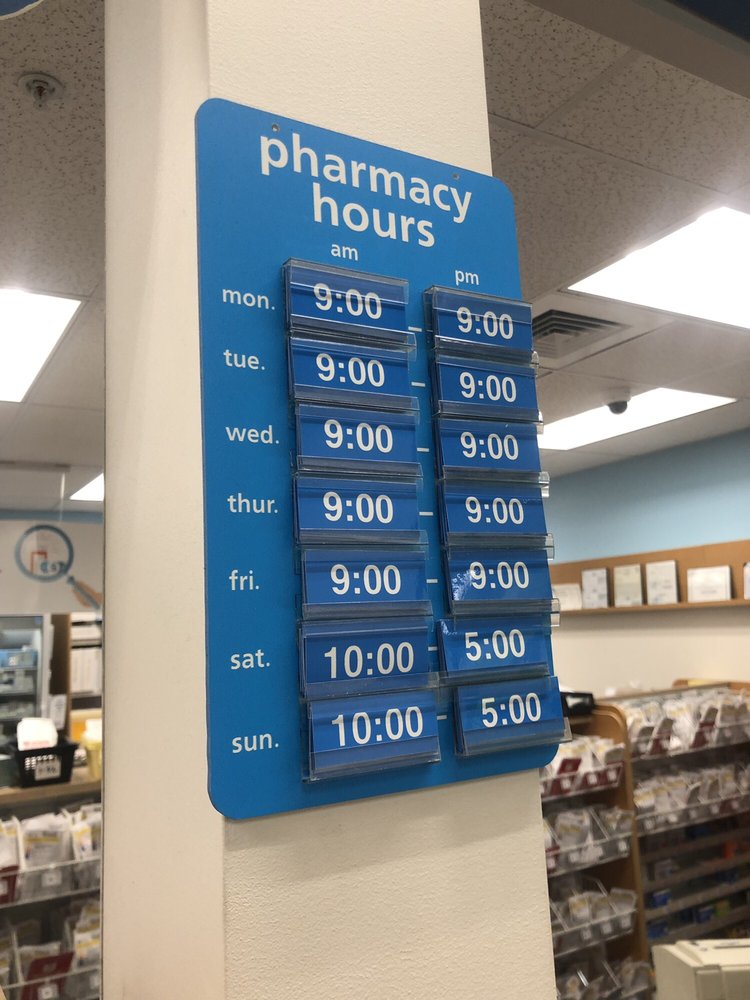 pharmacy
hours
am pm
mon. 9:00 – 9:00
tue. 9:00 – 9:00
wed. 9:00 – 9:00
thur. 9:00 – 9:00
fri. 9:00 – 9:00
sat. 10:00 – 5:00
sun. 10:00 – 5:00